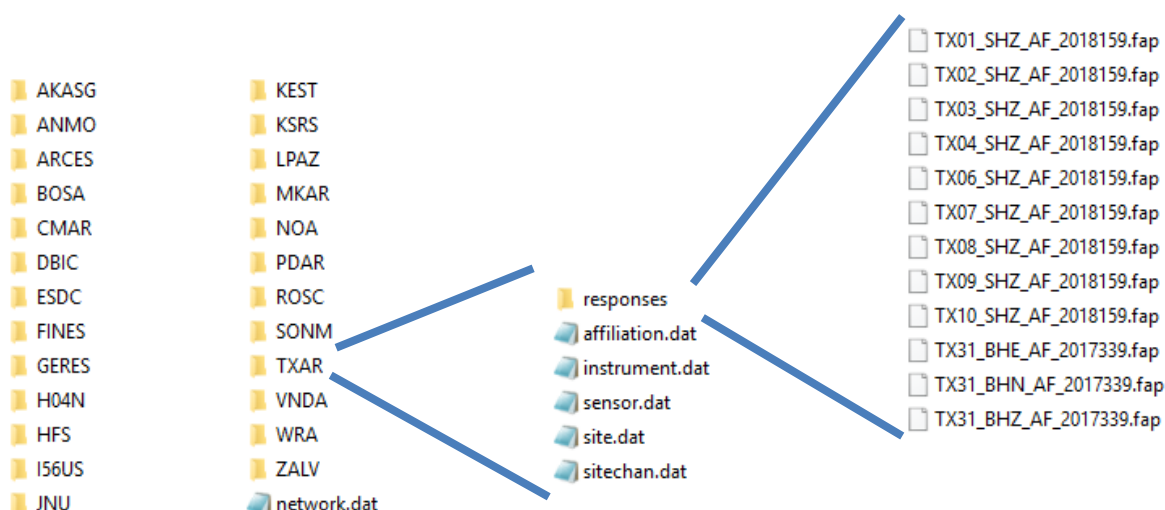 AKASG
ANMO
ARCES
BOSA
CMAR
DBIC
ESDC
FINES
GERES
H04N
HFS
I56US
JNU
KEST
KSRS
LPAZ
MKAR
NOA
PDAR
ROSC
SONM
TXAR
VNDA
WRA
ZALV
network.dat
responses
affiliation.dat
instrument.dat
sensor.dat
site.dat
sitechan.dat
TX01_SHZ_AF_2018159.fap
TX02_SHZ_AF_2018159.fap
TX03_SHZ_AF_2018159.fap
TX04_SHZ_AF_2018159.fap
TX06_SHZ_AF_2018159.fap
TX07_SHZ_AF_2018159.fap
TX08_SHZ_AF_2018159.fap
TX09_SHZ_AF_2018159.fap
TX10_SHZ_AF_2018159.fap
TX31_BHE_AF_2017339.fap
TX31_BHN_AF_2017339.fap
TX31_BHZ_AF_2017339.fap